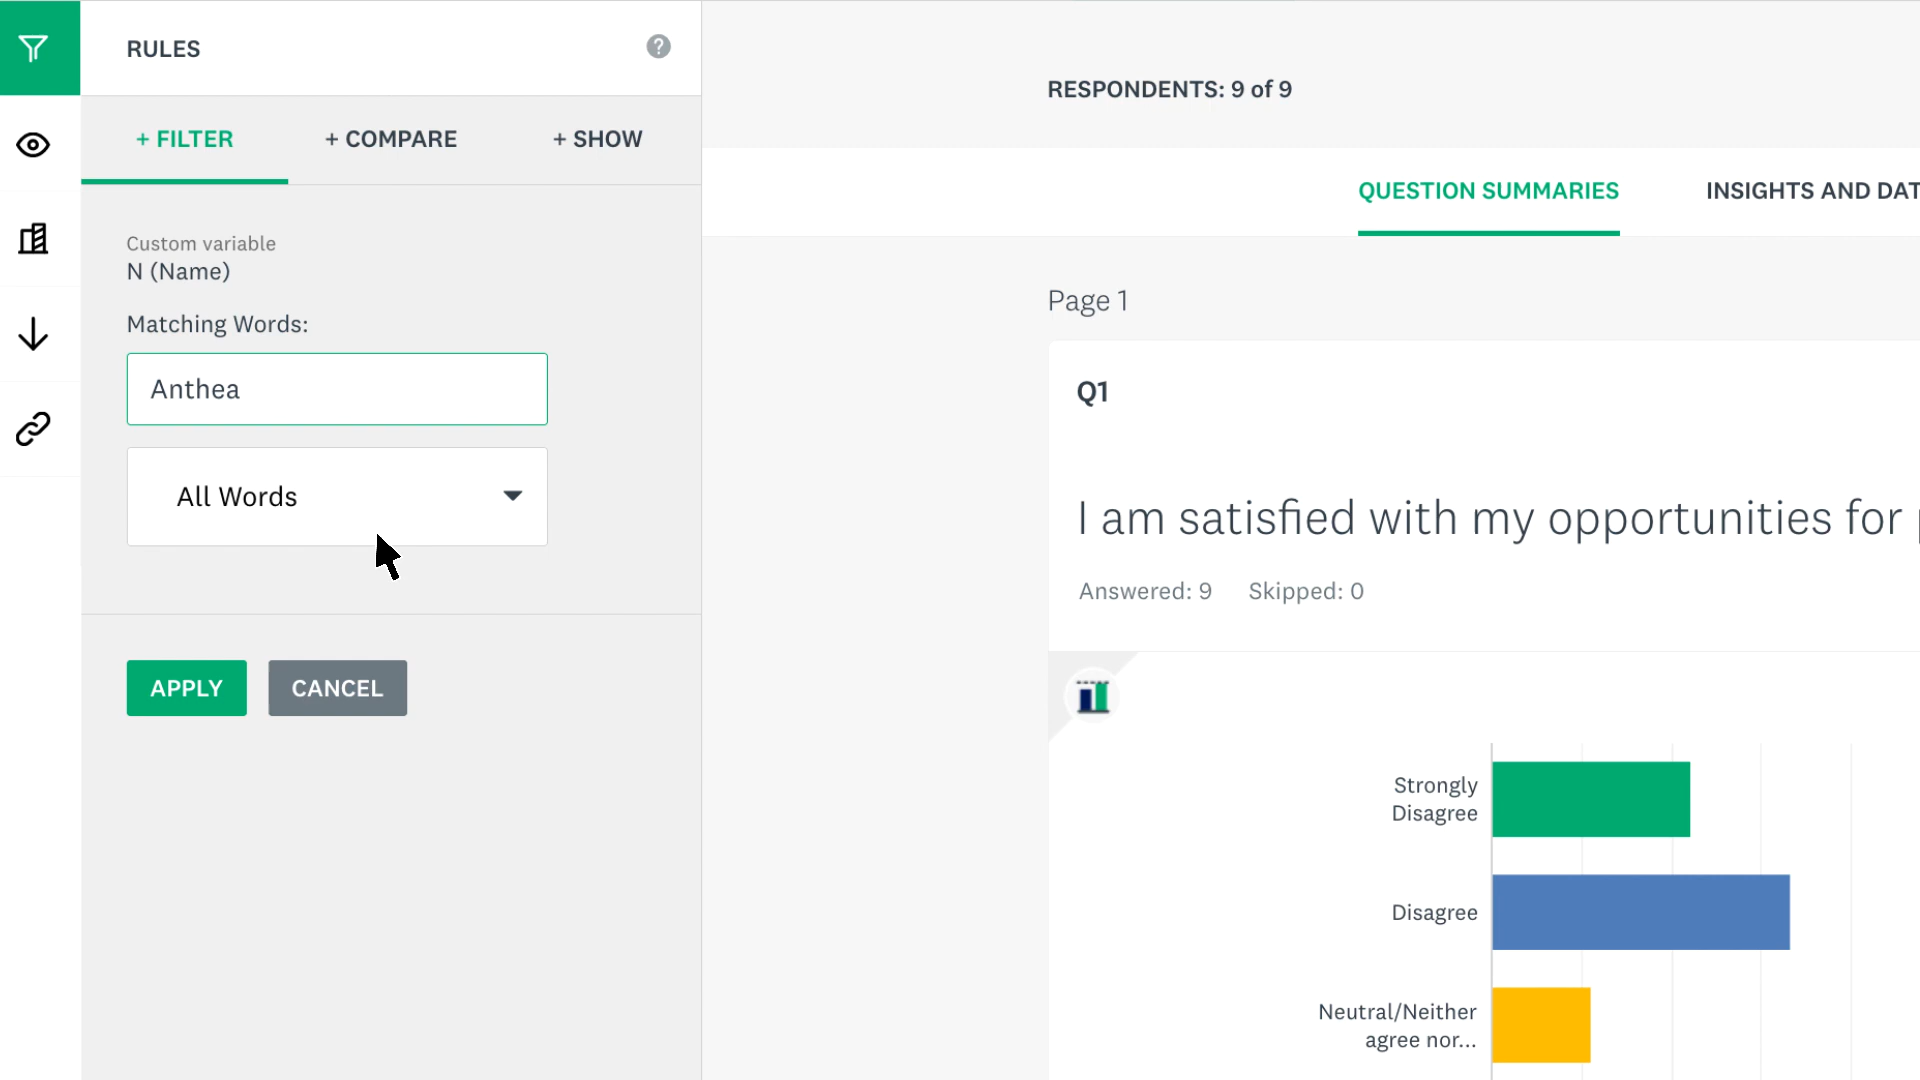 RULES
?
+ FILTER
+ COMPARE
+ SHOW
Custom variable
N (Name)
Matching Words:
Anthea
All Words
APPLY
CANCEL
RESPONDENTS: 9 of 9
QUESTION SUMMARIES
INSIGHTS AND DAT
Page 1
Q1
I am satisfied with my opportunities for
Answered: 9
Skipped: 0
Strongly
Disagree
Disagree
Neutral/Neither
agree nor...